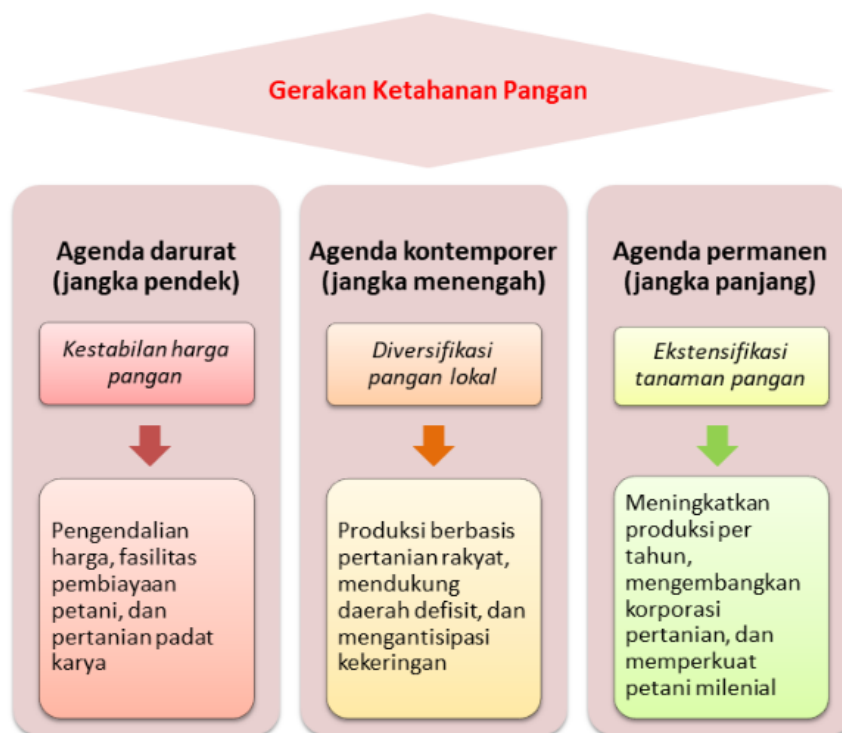 Gerakan Ketahanan Pangan
Agenda darurat
(jangka pendek)
Kestabilan harga
pangan
Pengendalian
harga, fasilitas
pembiayaan
petani, dan
pertanian padat
karya
Agenda kontemporer
(jangka menengah)
Diversifikasi
pangan lokal
Produksi berbasis
pertanian rakyat,
mendukung
daerah defisit, dan
mengantisipasi
kekeringan
Agenda permanen
(jangka panjang)
Ekstensifikasi
tanaman pangan
Meningkatkan
produksi per
tahun,
mengembangkan
korporasi
pertanian, dan
memperkuat
petani milenial